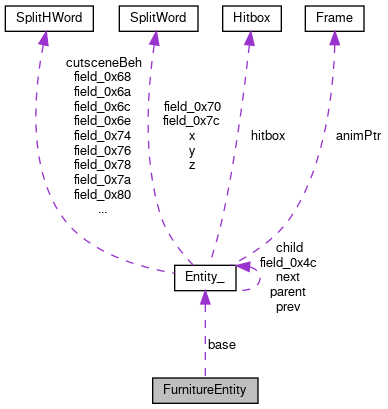 SplitHWord
SplitWord
Hitbox
Frame
cutsceneBeh
field_0x68
field_0x6a
field_0x6c
field_0x6e
field_0x74
field_0x76
field_0x78
field_0x7a
field_0x80
...
field_0x70
field_0x7c
x
y
z
hitbox
animPtr
Entity_
child
field_0x4c
next
parent
prev
base
FurnitureEntity